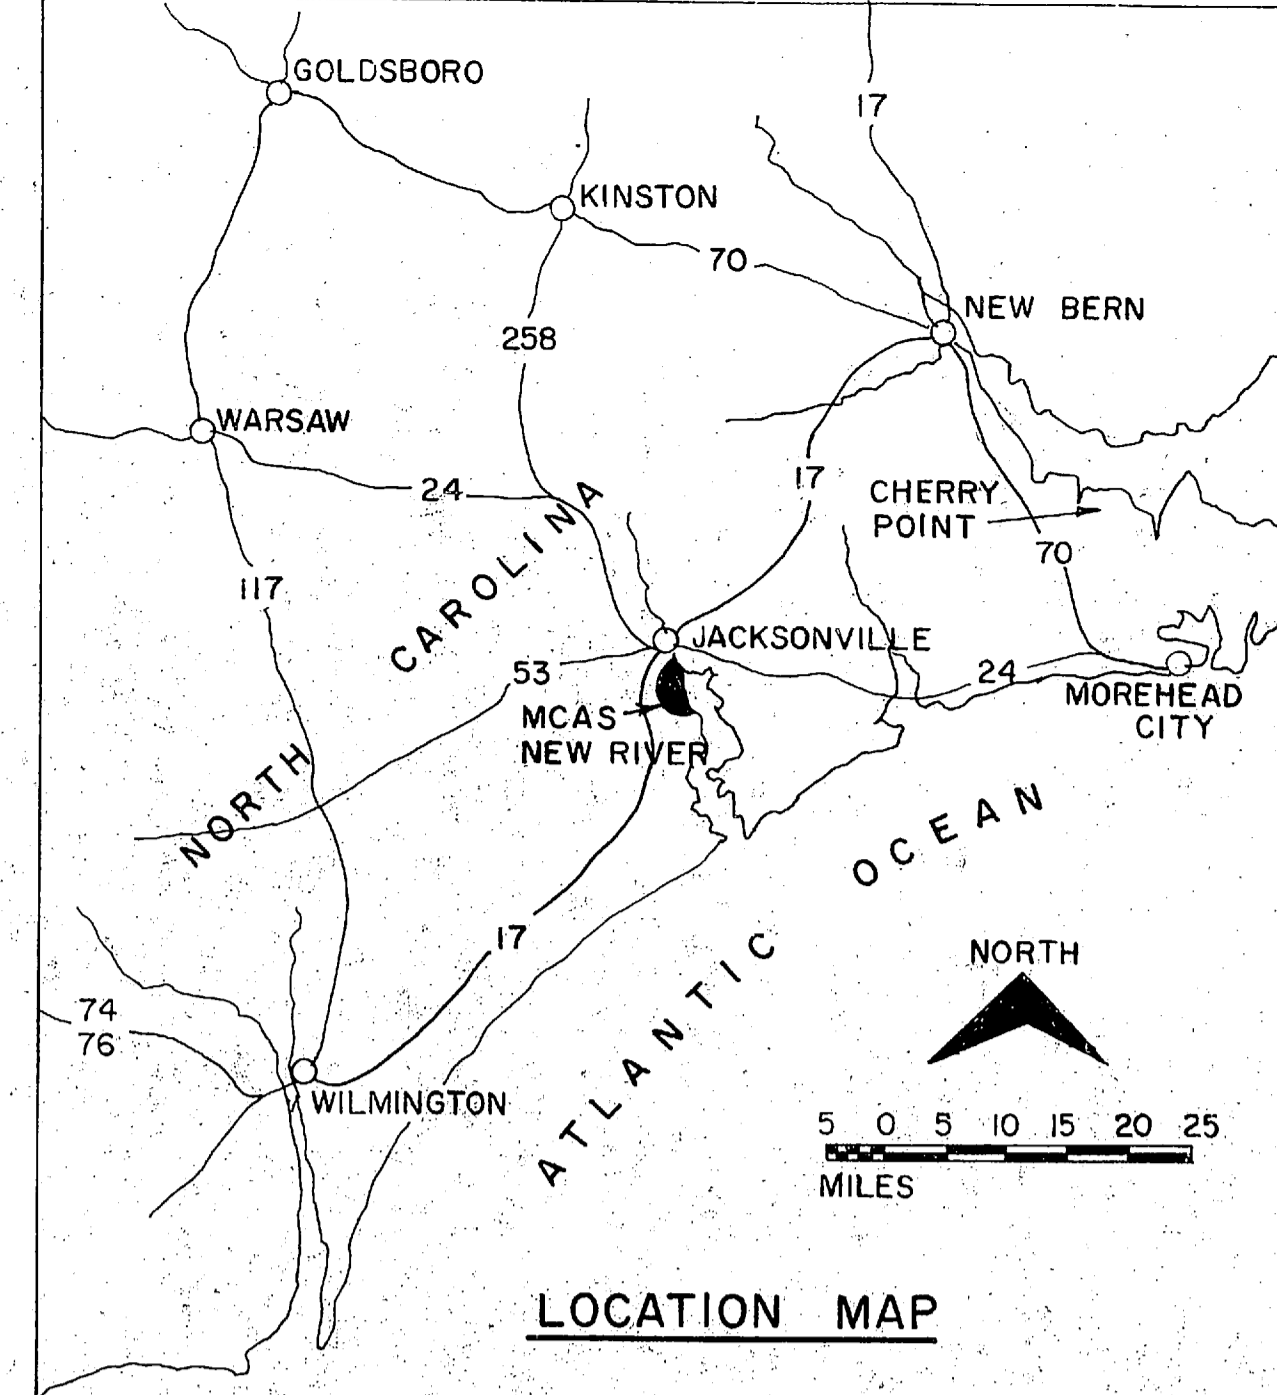 GOLDSBORO
17
KINSTON
70
NEW BERN
258
WARSAW
24
17
CHERRY
POINT
70
117
NORTH CAROLINA
JACKSONVILLE
53
24
MCAS
NEW RIVER
MOREHEAD
CITY
ATLANTIC OCEAN
17
NORTH
74
76
WILMINGTON
5 0 5 10 15 20 25
MILES
LOCATION MAP